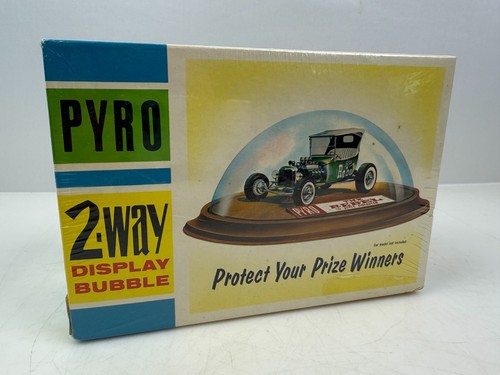 PYRO
2-WAY
DISPLAY
BUBBLE
PYRO
Protect Your Prize Winners